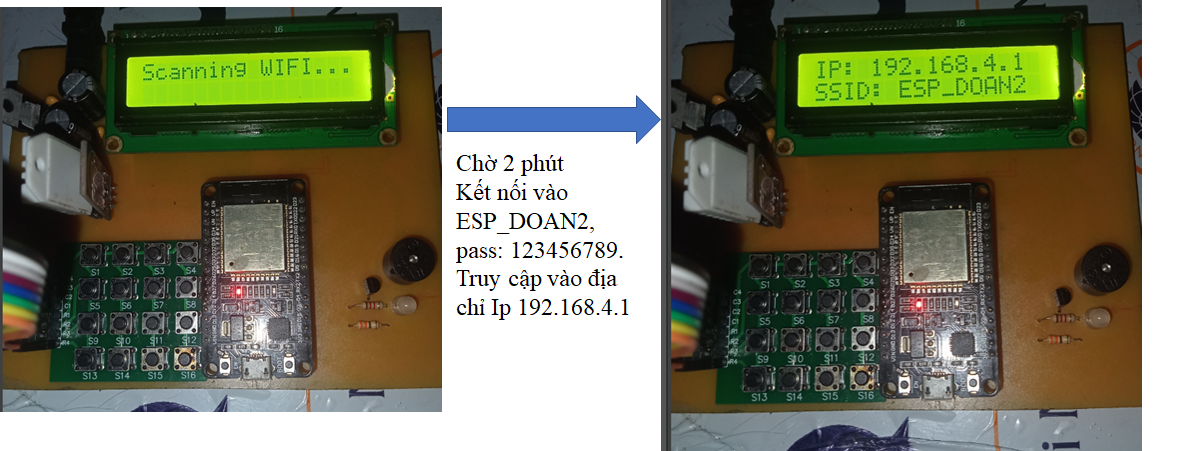 16
Scanning WIFI...
S1 S2 S3 S4
S5 S6 S7 S8
S9 S10 S11 S12
S13 S14 S15 S16
Chờ 2 phút
Kết nối vào
ESP_DOAN2,
pass: 123456789.
Truy cập vào địa
chỉ Ip 192.168.4.1
16
IP: 192.168.4.1
SSID: ESP_DOAN2
S1 S2 S3 S4
S5 S6 S7 S8
S9 S10 S11 S12
S13 S14 S15 S16